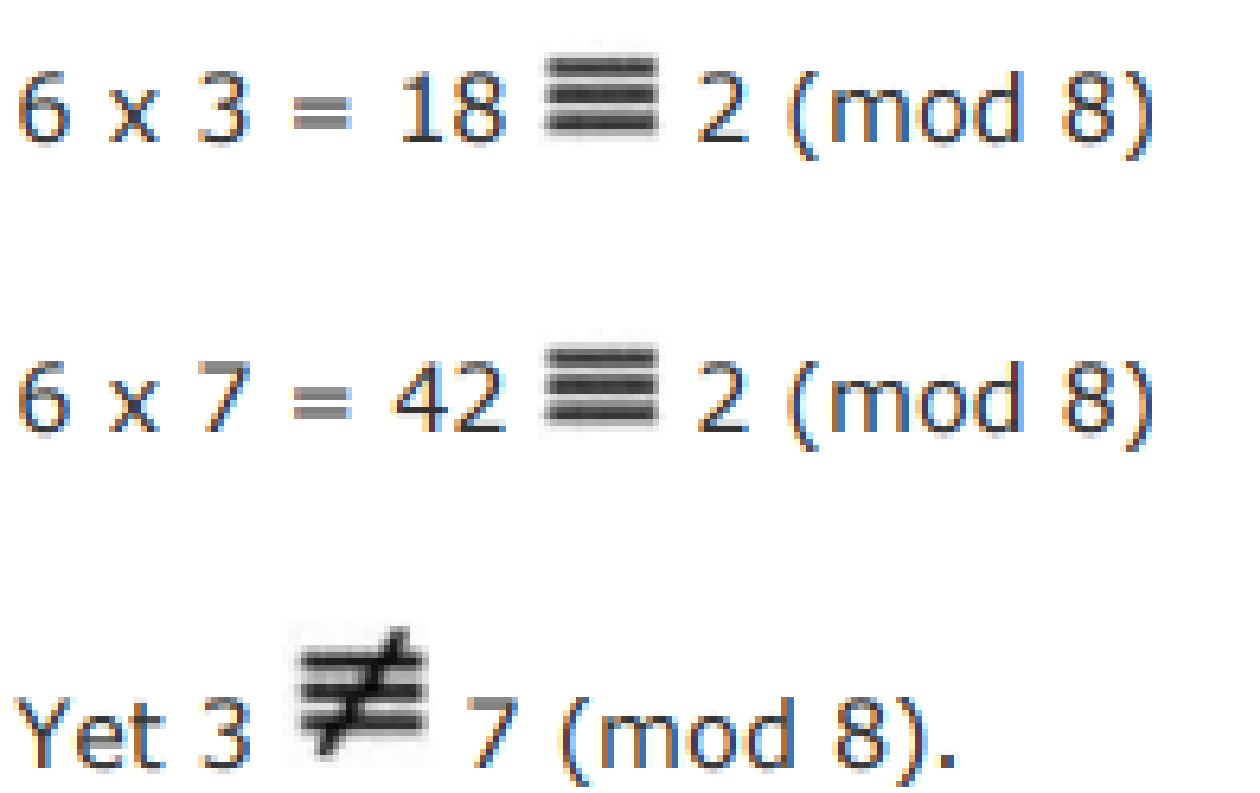 6 x 3 = 18 ≡ 2 (mod 8)
6 x 7 = 42 ≡ 2 (mod 8)
Yet 3 ≢ 7 (mod 8).